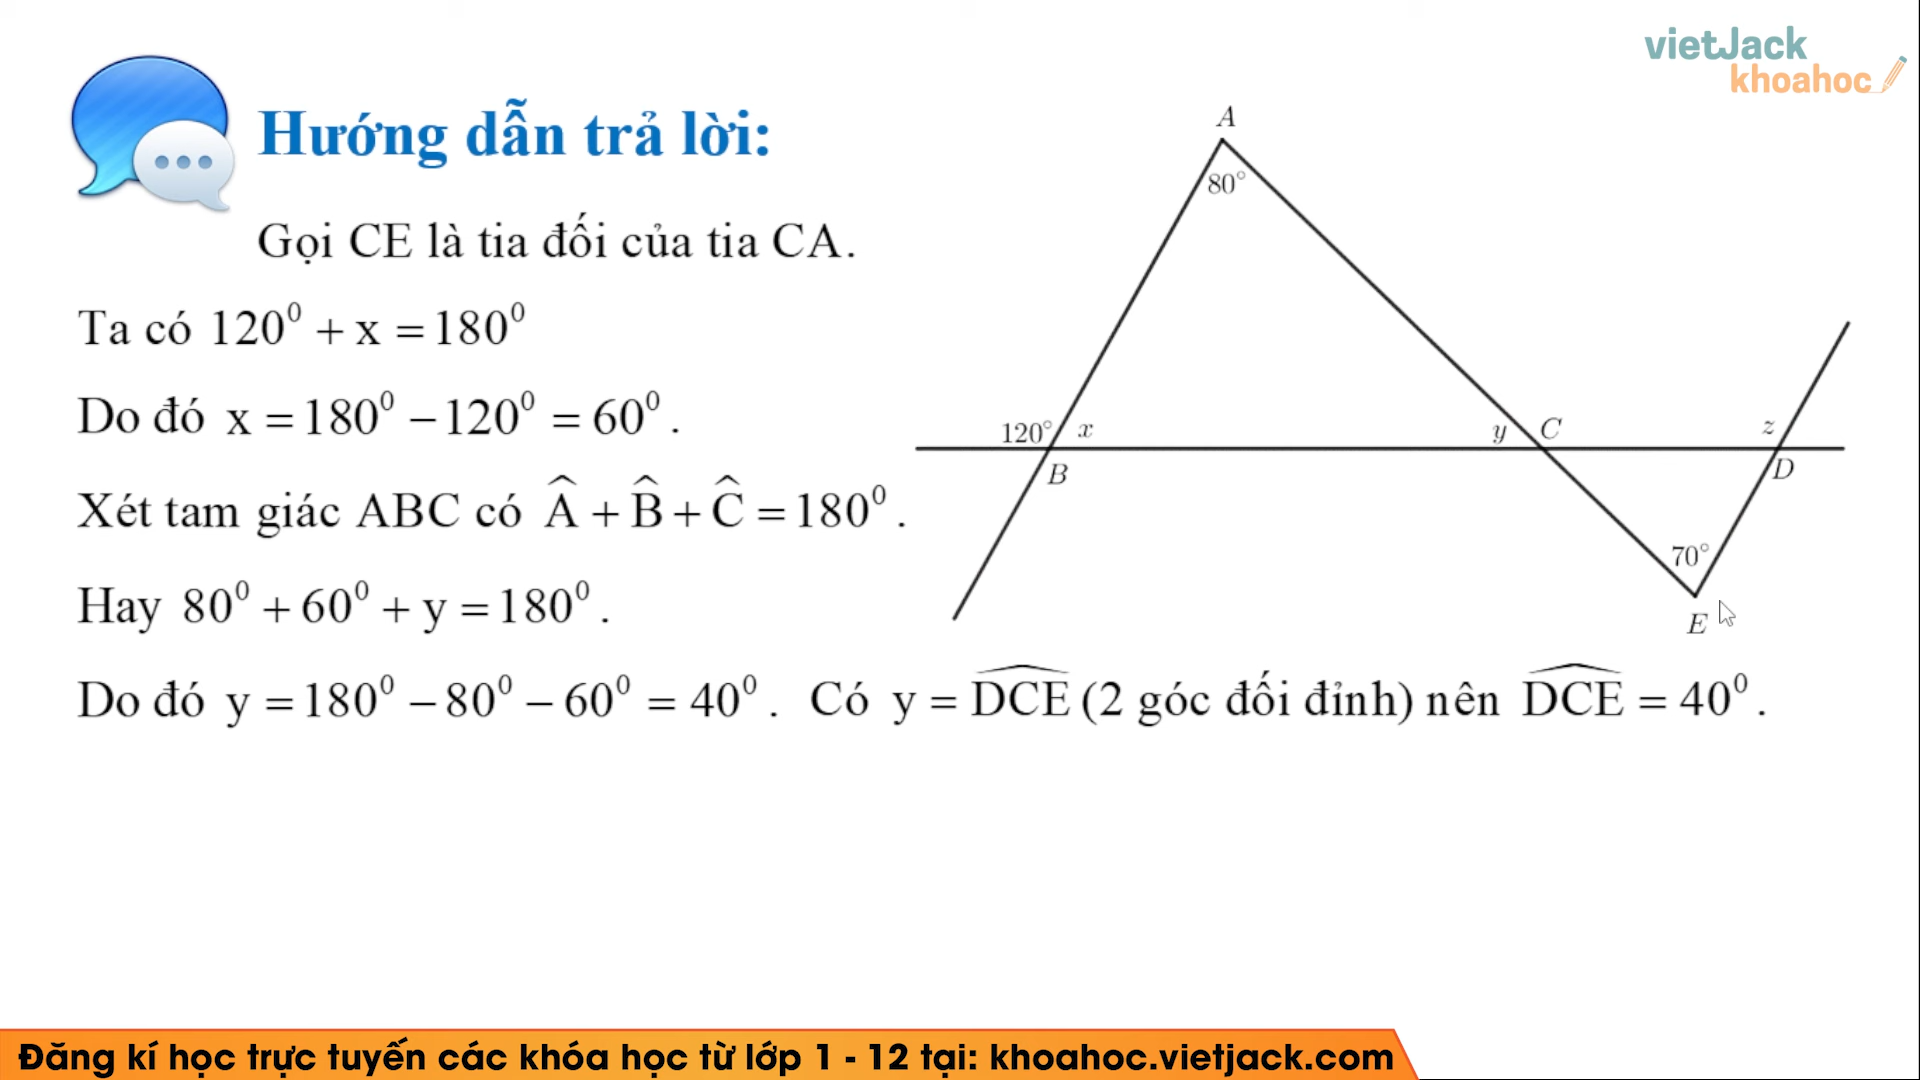 vietJack
khoahoc
Hướng dẫn trả lời:
Gọi CE là tia đối của tia CA.
Ta có 120⁰ + x = 180⁰
Do đó x = 180⁰ − 120⁰ = 60⁰.
Xét tam giác ABC có Â + B̂ + Ĉ = 180⁰.
Hay 80⁰ + 60⁰ + y = 180⁰.
Do đó y = 180⁰ − 80⁰ − 60⁰ = 40⁰. Có y = \widehat{DCE} (2 góc đối đỉnh) nên \widehat{DCE} = 40⁰.
A
80°
120° x y C z
B D
70°
E
Đăng kí học trực tuyến các khóa học từ lớp 1 - 12 tại: khoahoc.vietjack.com